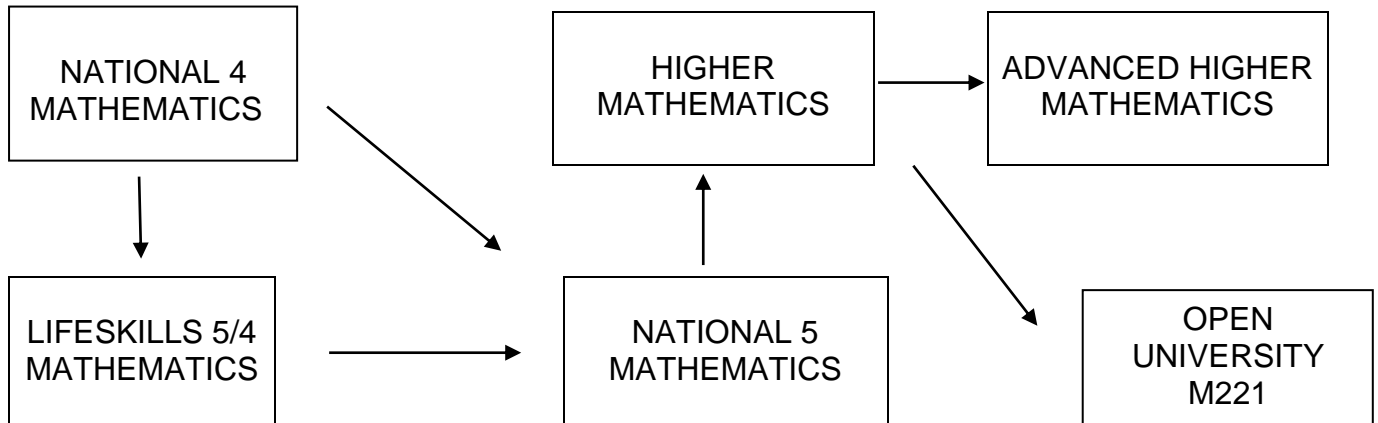 NATIONAL 4
MATHEMATICS
HIGHER
MATHEMATICS
ADVANCED HIGHER
MATHEMATICS
LIFESKILLS 5/4
MATHEMATICS
NATIONAL 5
MATHEMATICS
OPEN
UNIVERSITY
M221